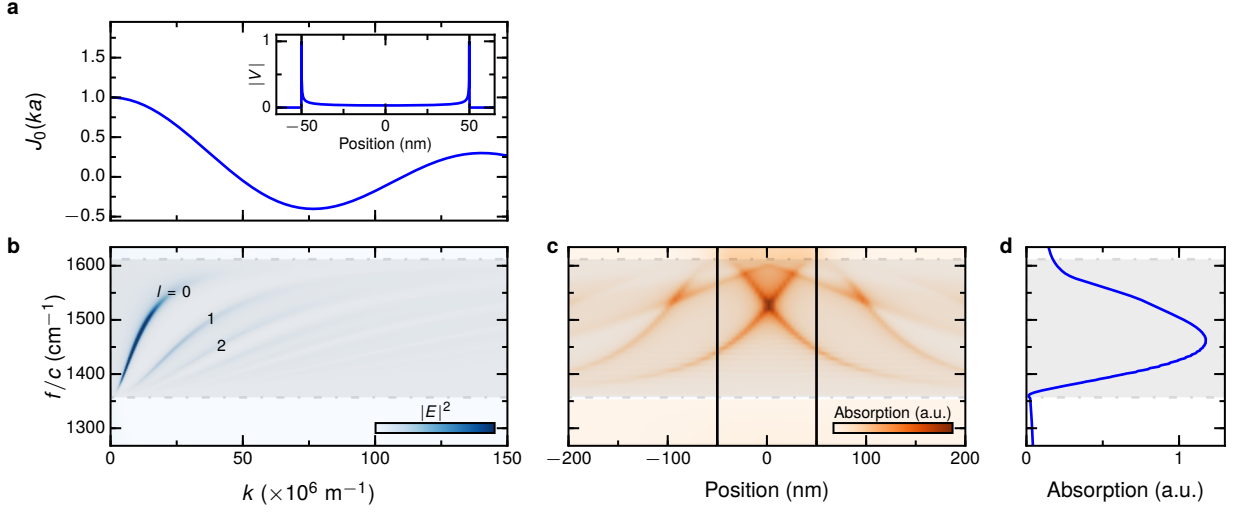 a
1.5
1.0
0.5
0.0
−0.5
J0(ka)
1
0
|V|
−50
0
50
Position (nm)
b
1600
1500
1400
1300
f/c (cm−1)
l = 0
1
2
|E|2
0
50
100
150
k (×10^6 m−1)
c
Absorption (a.u.)
−200
−100
0
100
200
Position (nm)
d
0
1
Absorption (a.u.)